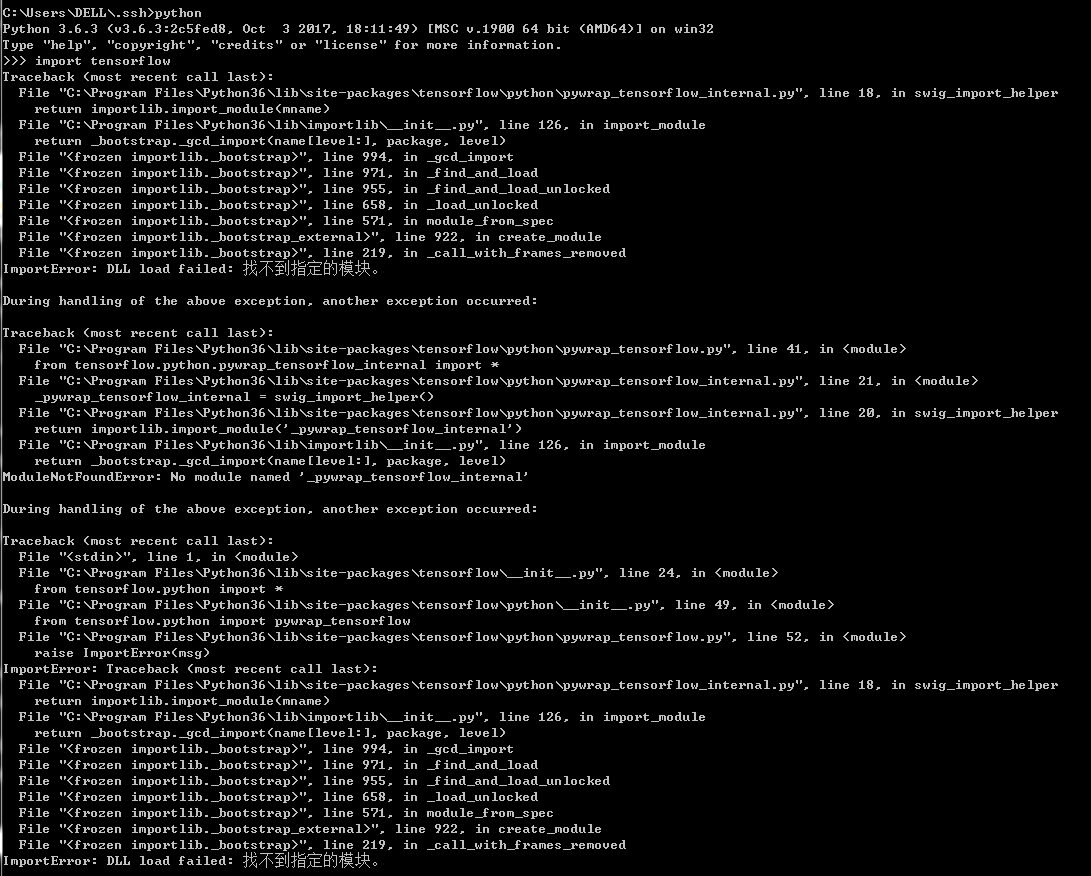 C:\Users\DELL\.ssh>python
Python 3.6.3 (v3.6.3:2c5fed8, Oct  3 2017, 18:11:49) [MSC v.1900 64 bit (AMD64)] on win32
Type "help", "copyright", "credits" or "license" for more information.
>>> import tensorflow
Traceback (most recent call last):
  File "C:\Program Files\Python36\lib\site-packages\tensorflow\python\pywrap_tensorflow_internal.py", line 18, in swig_import_helper
    return importlib.import_module(mname)
  File "C:\Program Files\Python36\lib\importlib\__init__.py", line 126, in import_module
    return _bootstrap._gcd_import(name[level:], package, level)
  File "<frozen importlib._bootstrap>", line 994, in _gcd_import
  File "<frozen importlib._bootstrap>", line 971, in _find_and_load
  File "<frozen importlib._bootstrap>", line 955, in _find_and_load_unlocked
  File "<frozen importlib._bootstrap>", line 658, in _load_unlocked
  File "<frozen importlib._bootstrap>", line 571, in module_from_spec
  File "<frozen importlib._bootstrap_external>", line 922, in create_module
  File "<frozen importlib._bootstrap>", line 219, in _call_with_frames_removed
ImportError: DLL load failed: 找不到指定的模块。

During handling of the above exception, another exception occurred:

Traceback (most recent call last):
  File "C:\Program Files\Python36\lib\site-packages\tensorflow\python\pywrap_tensorflow.py", line 41, in <module>
    from tensorflow.python.pywrap_tensorflow_internal import *
  File "C:\Program Files\Python36\lib\site-packages\tensorflow\python\pywrap_tensorflow_internal.py", line 21, in <module>
    _pywrap_tensorflow_internal = swig_import_helper()
  File "C:\Program Files\Python36\lib\site-packages\tensorflow\python\pywrap_tensorflow_internal.py", line 20, in swig_import_helper
    return importlib.import_module('_pywrap_tensorflow_internal')
  File "C:\Program Files\Python36\lib\importlib\__init__.py", line 126, in import_module
    return _bootstrap._gcd_import(name[level:], package, level)
ModuleNotFoundError: No module named '_pywrap_tensorflow_internal'

During handling of the above exception, another exception occurred:

Traceback (most recent call last):
  File "<stdin>", line 1, in <module>
  File "C:\Program Files\Python36\lib\site-packages\tensorflow\__init__.py", line 24, in <module>
    from tensorflow.python import *
  File "C:\Program Files\Python36\lib\site-packages\tensorflow\python\__init__.py", line 49, in <module>
    from tensorflow.python import pywrap_tensorflow
  File "C:\Program Files\Python36\lib\site-packages\tensorflow\python\pywrap_tensorflow.py", line 52, in <module>
    raise ImportError(msg)
ImportError: Traceback (most recent call last):
  File "C:\Program Files\Python36\lib\site-packages\tensorflow\python\pywrap_tensorflow_internal.py", line 18, in swig_import_helper
    return importlib.import_module(mname)
  File "C:\Program Files\Python36\lib\importlib\__init__.py", line 126, in import_module
    return _bootstrap._gcd_import(name[level:], package, level)
  File "<frozen importlib._bootstrap>", line 994, in _gcd_import
  File "<frozen importlib._bootstrap>", line 971, in _find_and_load
  File "<frozen importlib._bootstrap>", line 955, in _find_and_load_unlocked
  File "<frozen importlib._bootstrap>", line 658, in _load_unlocked
  File "<frozen importlib._bootstrap>", line 571, in module_from_spec
  File "<frozen importlib._bootstrap_external>", line 922, in create_module
  File "<frozen importlib._bootstrap>", line 219, in _call_with_frames_removed
ImportError: DLL load failed: 找不到指定的模块。